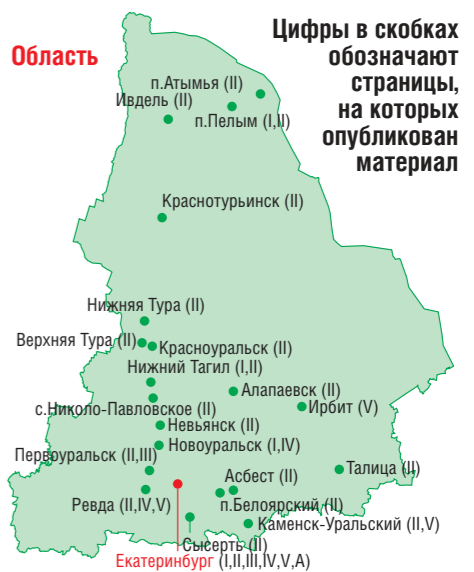 Область
Цифры в скобках
обозначают
страницы,
на которых
опубликован
материал
п.Атымья (II)
Ивдель (II)
п.Пелым (I,II)
Краснотурьинск (II)
Нижняя Тура (II)
Верхняя Тура (II)
Красноуральск (II)
Нижний Тагил (I,II)
Алапаевск (II)
с.Николо-Павловское (II)
Ирбит (V)
Невьянск (II)
Новоуральск (I,IV)
Первоуральск (II,III)
Талица (II)
Асбест (II)
Ревда (II,IV,V)
п.Белоярский (II)
Каменск-Уральский (II,V)
Сысерть (II)
Екатеринбург (I,II,III,IV,V,А)